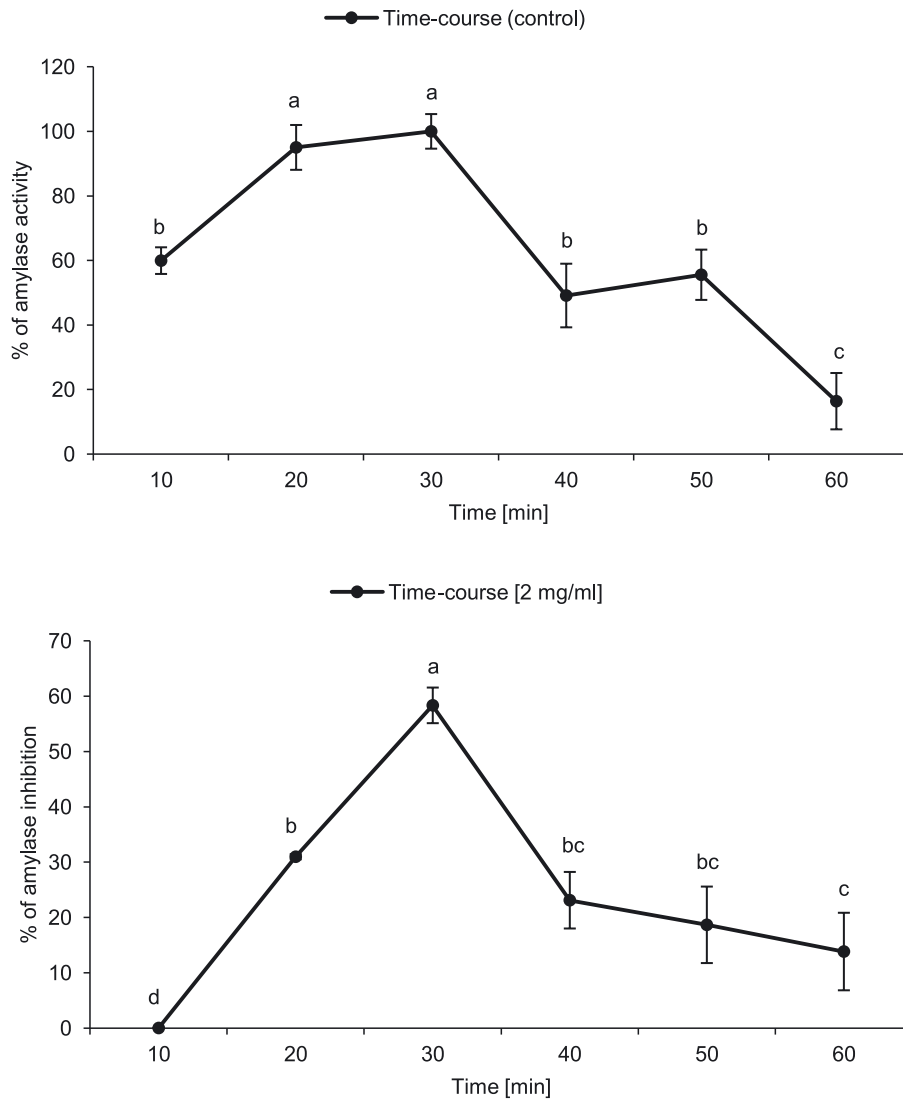 Time-course (control)
120
100
80
60
40
20
0
% of amylase activity
a
a
b
b
b
c
10 20 30 40 50 60
Time [min]
Time-course [2 mg/ml]
70
60
50
40
30
20
10
0
% of amylase inhibition
a
b
bc
bc
c
d
10 20 30 40 50 60
Time [min]